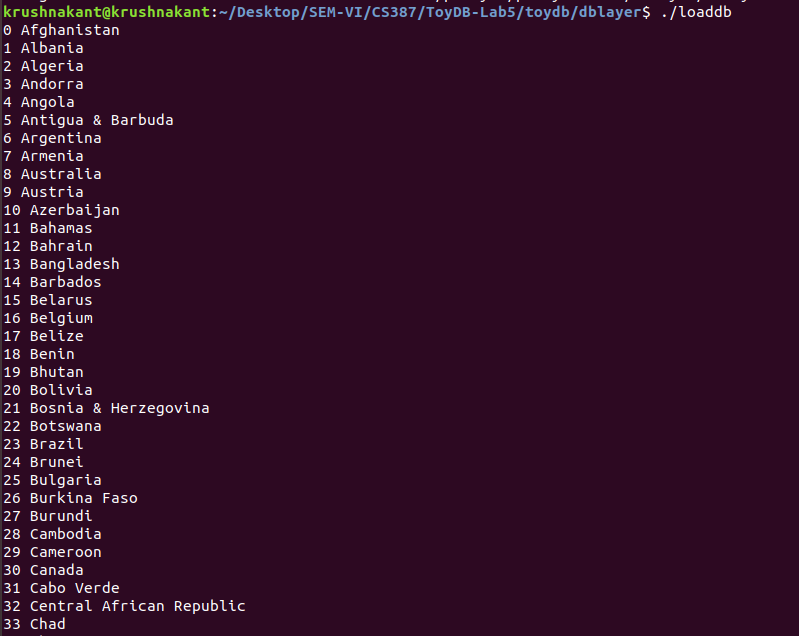 krushnakant@krushnakant:~/Desktop/SEM-VI/CS387/ToyDB-Lab5/toydb/dblayer$ ./loaddb
0 Afghanistan
1 Albania
2 Algeria
3 Andorra
4 Angola
5 Antigua & Barbuda
6 Argentina
7 Armenia
8 Australia
9 Austria
10 Azerbaijan
11 Bahamas
12 Bahrain
13 Bangladesh
14 Barbados
15 Belarus
16 Belgium
17 Belize
18 Benin
19 Bhutan
20 Bolivia
21 Bosnia & Herzegovina
22 Botswana
23 Brazil
24 Brunei
25 Bulgaria
26 Burkina Faso
27 Burundi
28 Cambodia
29 Cameroon
30 Canada
31 Cabo Verde
32 Central African Republic
33 Chad